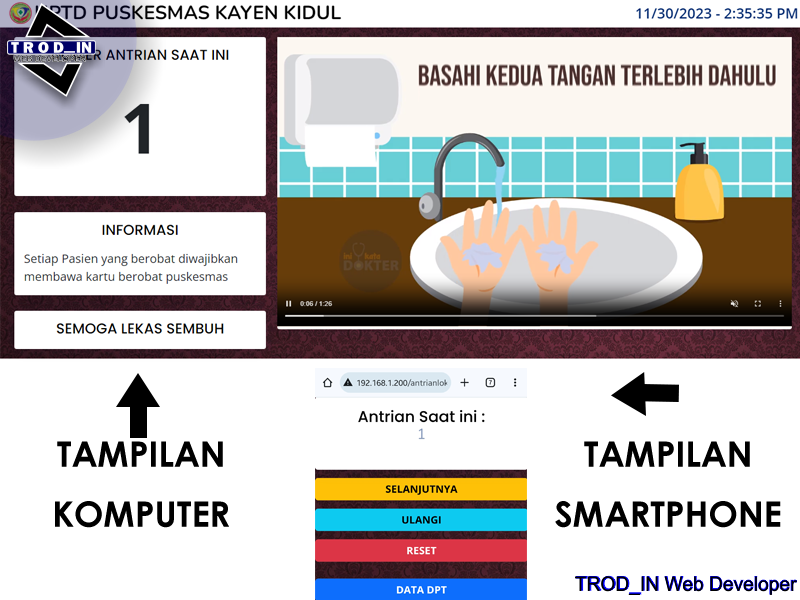 UPTD PUSKESMAS KAYEN KIDUL
11/30/2023 - 2:35:35 PM
TROD_IN
ANTRIAN SAAT INI
1
INFORMASI
Setiap Pasien yang berobat diwajibkan
membawa kartu berobat puskesmas
SEMOGA LEKAS SEMBUH
BASAHI KEDUA TANGAN TERLEBIH DAHULU
DOKTER
0:06 / 1:26
192.168.1.200/antrianlok
7
Antrian Saat ini :
1
SELANJUTNYA
ULANGI
RESET
DATA DPT
TAMPILAN
KOMPUTER
TAMPILAN
SMARTPHONE
TROD_IN Web Developer